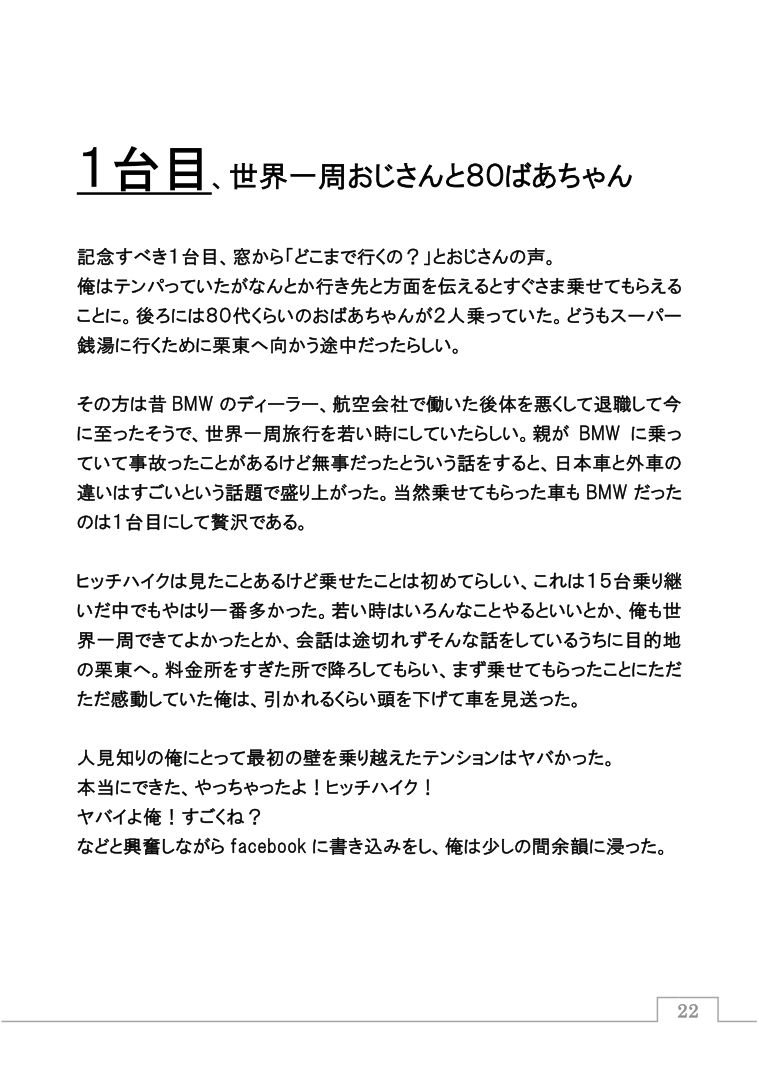 １台目、世界一周おじさんと８０ばあちゃん
記念すべき１台目、窓から「どこまで行くの？」とおじさんの声。
俺はテンパっていたがなんとか行き先と方面を伝えるとすぐさま乗せてもらえる
ことに。後ろには８０代くらいのおばあちゃんが２人乗っていた。どうもスーパー
銭湯に行くために栗東へ向かう途中だったらしい。
その方は昔 BMW のディーラー、航空会社で働いた後体を悪くして退職して今
に至ったそうで、世界一周旅行を若い時にしていたらしい。親が BMW に乗っ
ていて事故ったことがあるけど無事だったとういう話をすると、日本車と外車の
違いはすごいという話題で盛り上がった。当然乗せてもらった車も BMW だった
のは１台目にして贅沢である。
ヒッチハイクは見たことあるけど乗せたことは初めてらしい、これは１５台乗り継
いだ中でもやはり一番多かった。若い時はいろんなことやるといいとか、俺も世
界一周できてよかったとか、会話は途切れずそんな話をしているうちに目的地
の栗東へ。料金所をすぎた所で降ろしてもらい、まず乗せてもらったことにただ
ただ感動していた俺は、引かれるくらい頭を下げて車を見送った。
人見知りの俺にとって最初の壁を乗り越えたテンションはヤバかった。
本当にできた、やっちゃったよ！ヒッチハイク！
ヤバイよ俺！すごくね？
などと興奮しながら facebook に書き込みをし、俺は少しの間余韻に浸った。
22